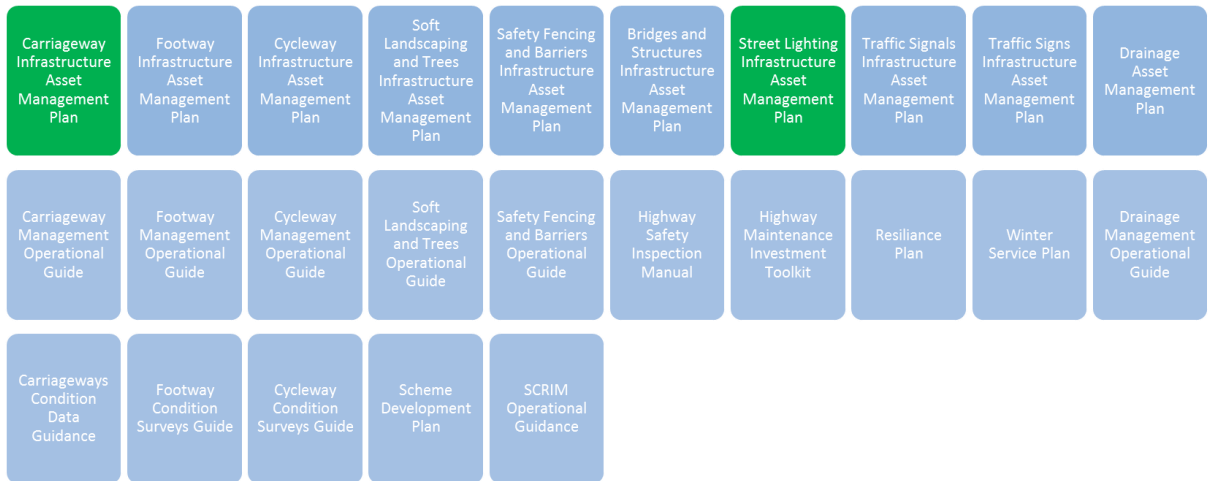 Carriageway
Infrastructure
Asset
Management
Plan
Footway
Infrastructure
Asset
Management
Plan
Cycleway
Infrastructure
Asset
Management
Plan
Soft
Landscaping
and Trees
Infrastructure
Asset
Management
Plan
Safety Fencing
and Barriers
Infrastructure
Asset
Management
Plan
Bridges and
Structures
Infrastructure
Asset
Management
Plan
Street Lighting
Infrastructure
Asset
Management
Plan
Traffic Signals
Infrastructure
Asset
Management
Plan
Traffic Signs
Infrastructure
Asset
Management
Plan
Drainage
Asset
Management
Plan
Carriageway
Management
Operational
Guide
Footway
Management
Operational
Guide
Cycleway
Management
Operational
Guide
Soft
Landscaping
and Trees
Operational
Guide
Safety Fencing
and Barriers
Operational
Guide
Highway
Safety
Inspection
Manual
Highway
Maintenance
Investment
Toolkit
Resiliance
Plan
Winter
Service Plan
Drainage
Management
Operational
Guide
Carriageways
Condition
Data
Guidance
Footway
Condition
Surveys Guide
Cycleway
Condition
Surveys Guide
Scheme
Development
Plan
SCRIM
Operational
Guidance